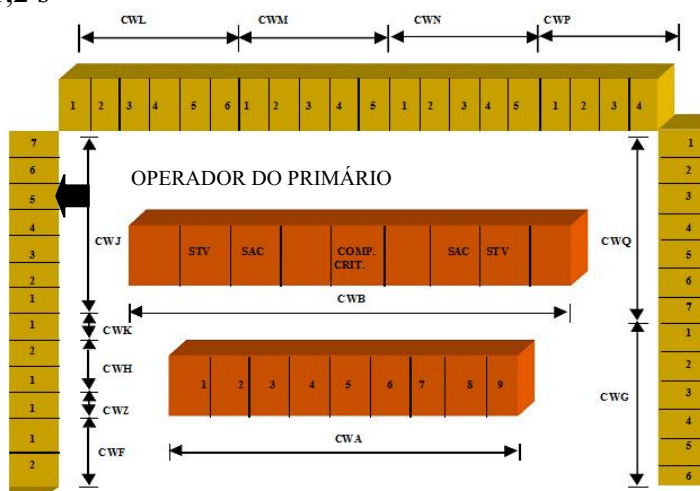 CWL CWM CWN CWP
1 2 3 4 5 6 1 2 3 4 5 1 2 3 4 5 1 2 3 4
7
6
5
4
3
2
1
1
2
1
1
1
2
CWJ
CWK
CWH
CWZ
CWF
OPERADOR DO PRIMÁRIO
STV SAC COMP. SAC STV
CRIT.
CWB
1 2 3 4 5 6 7 8 9
CWA
CWQ
CWG
1
2
3
4
5
6
7
1
2
3
4
5
6